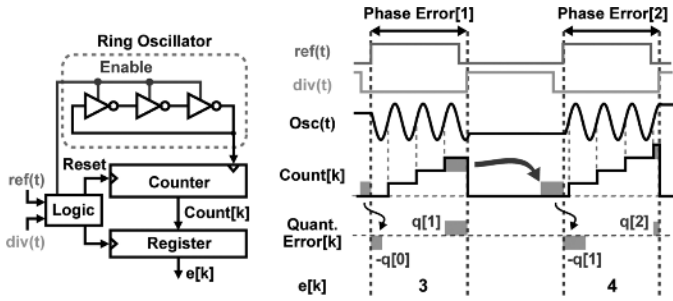 Ring Oscillator
Enable
Reset
ref(t)
Logic
div(t)
Counter
Count[k]
Register
e[k]
Phase Error[1]
Phase Error[2]
ref(t)
div(t)
Osc(t)
Count[k]
Quant.
Error[k]
q[1]
q[2]
-q[0]
-q[1]
e[k]
3
4